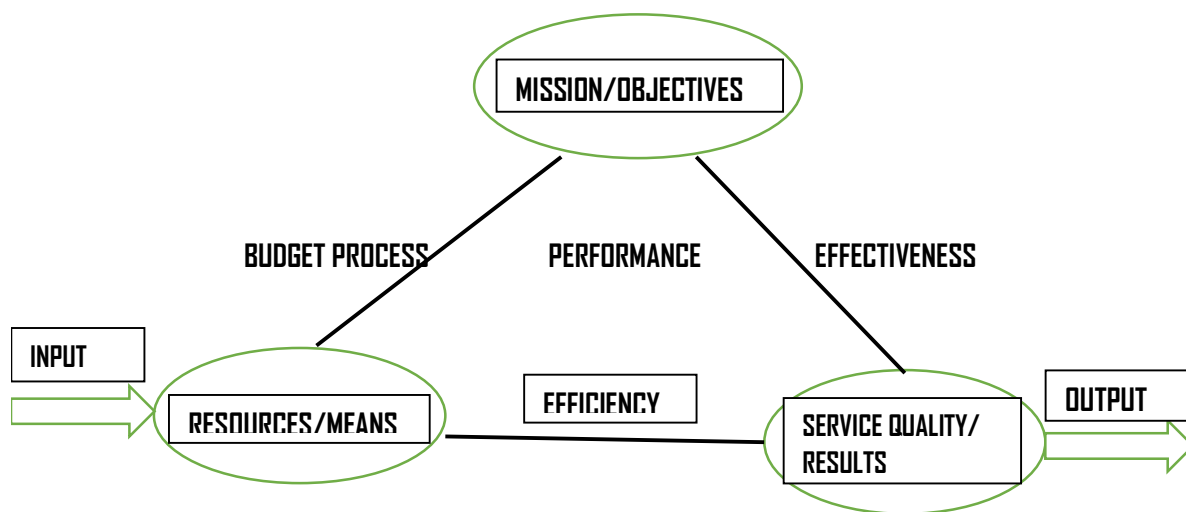 MISSION/OBJECTIVES
BUDGET PROCESS
PERFORMANCE
EFFECTIVENESS
INPUT
RESOURCES/MEANS
EFFICIENCY
SERVICE QUALITY/
RESULTS
OUTPUT